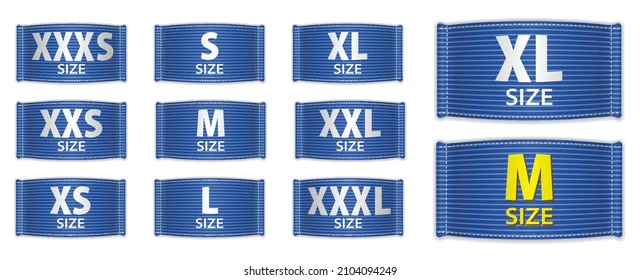 XXXS
SIZE
S
SIZE
XL
SIZE
XXS
SIZE
M
SIZE
XXL
SIZE
XS
SIZE
L
SIZE
XXXL
SIZE
XL
SIZE
M
SIZE
shutterstock.com · 2104094249